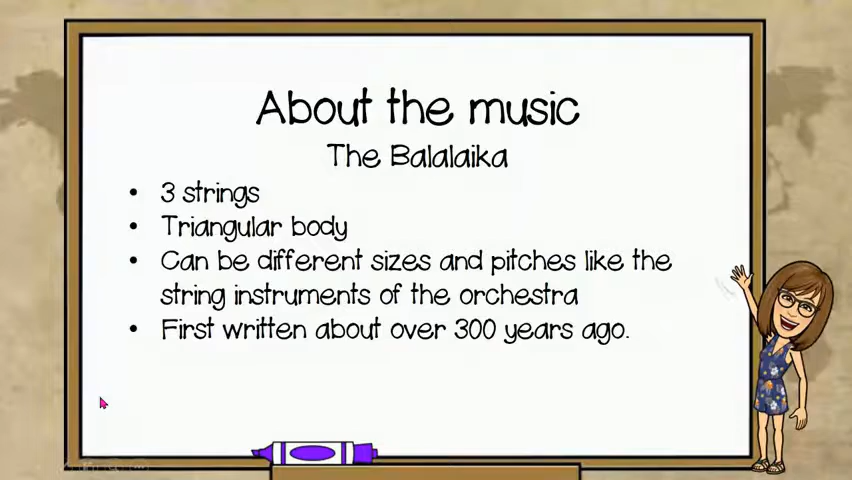 About the music
The Balalaika
• 3 strings
• Triangular body
• Can be different sizes and pitches like the
string instruments of the orchestra
• First written about over 300 years ago.